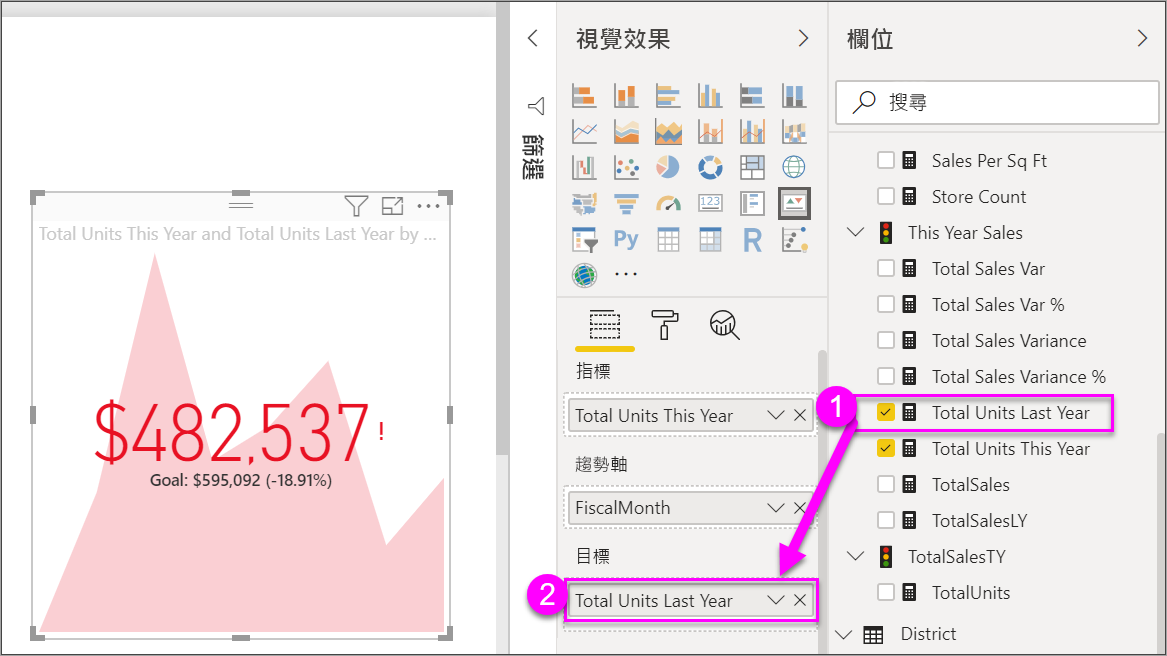 Total Units This Year and Total Units Last Year by ...
$482,537
!
Goal: $595,092 (-18.91%)
篩選
視覺效果
123
Py
R
指標
Total Units This Year
趨勢軸
FiscalMonth
目標
2
Total Units Last Year
欄位
搜尋
Sales Per Sq Ft
Store Count
This Year Sales
Total Sales Var
Total Sales Var %
Total Sales Variance
Total Sales Variance %
1
Total Units Last Year
Total Units This Year
TotalSales
TotalSalesLY
TotalSalesTY
TotalUnits
District